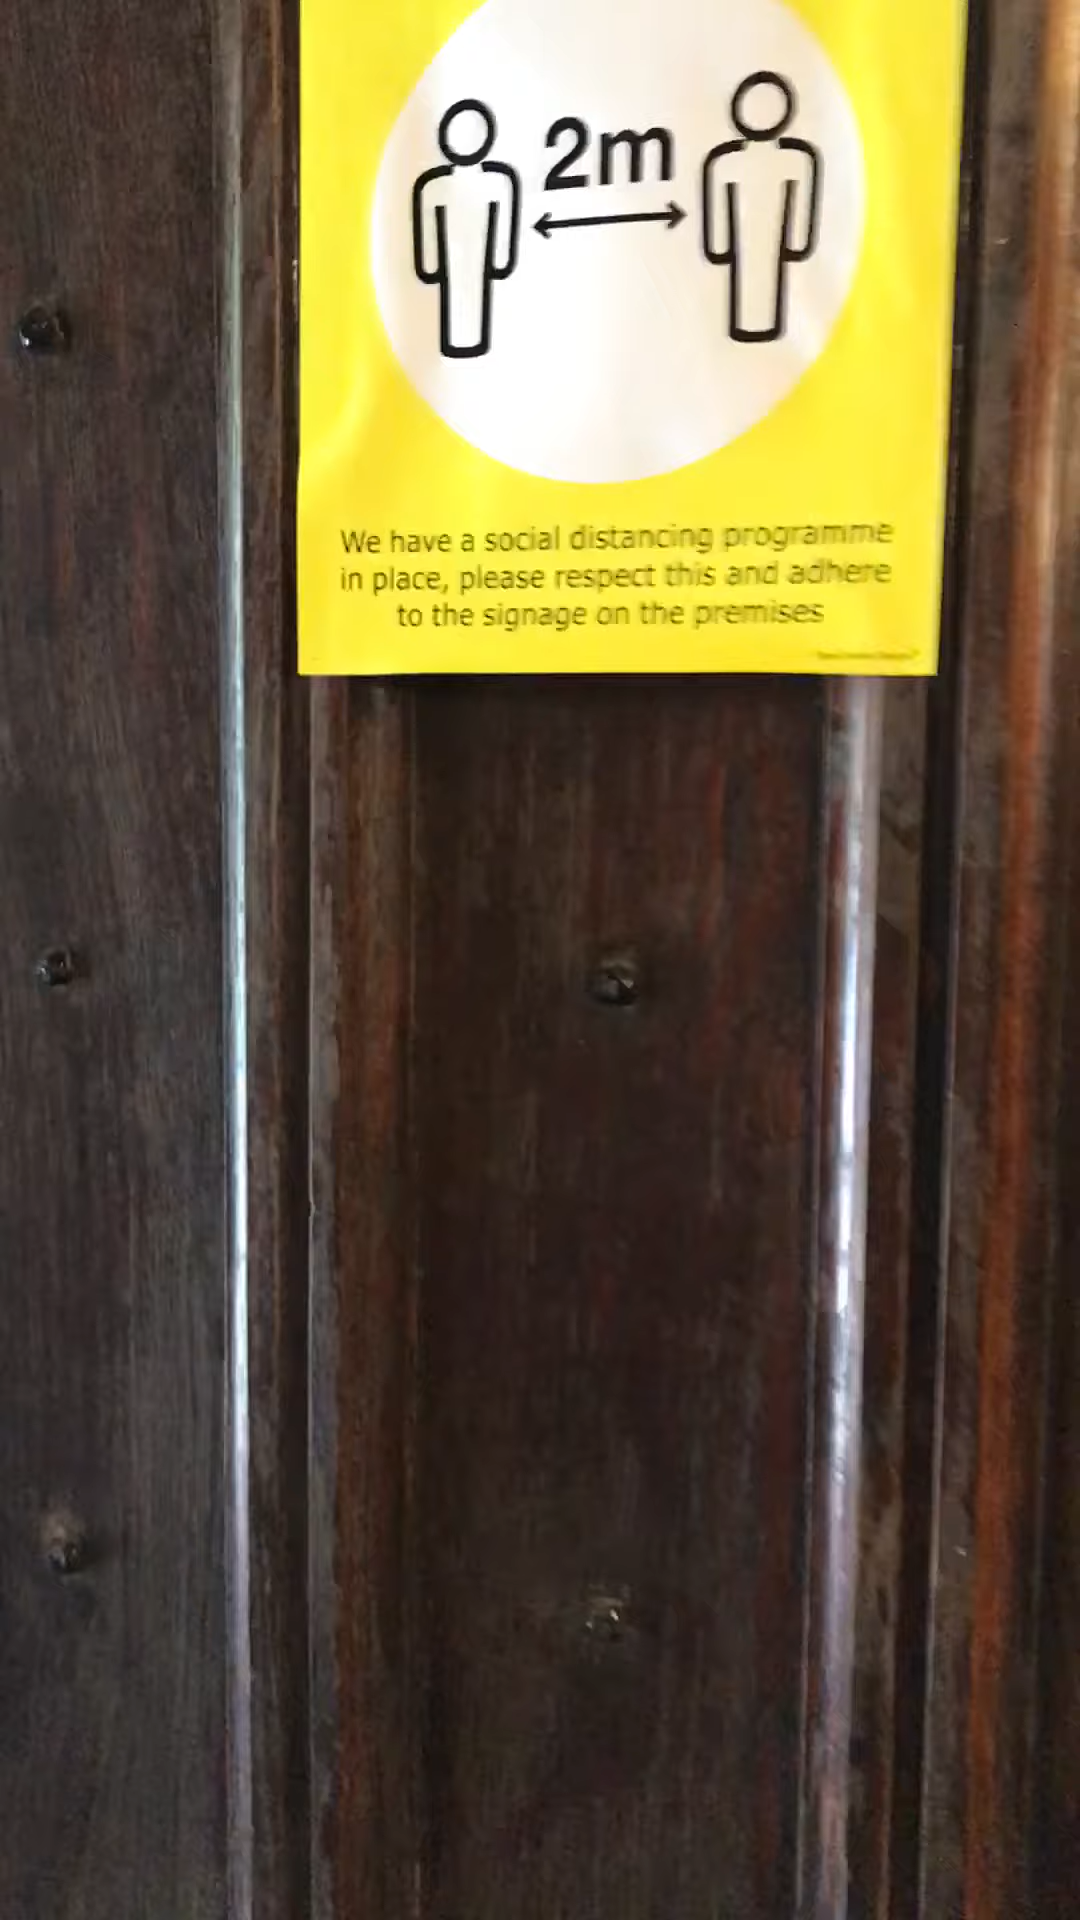 2m
We have a social distancing programme
in place, please respect this and adhere
to the signage on the premises